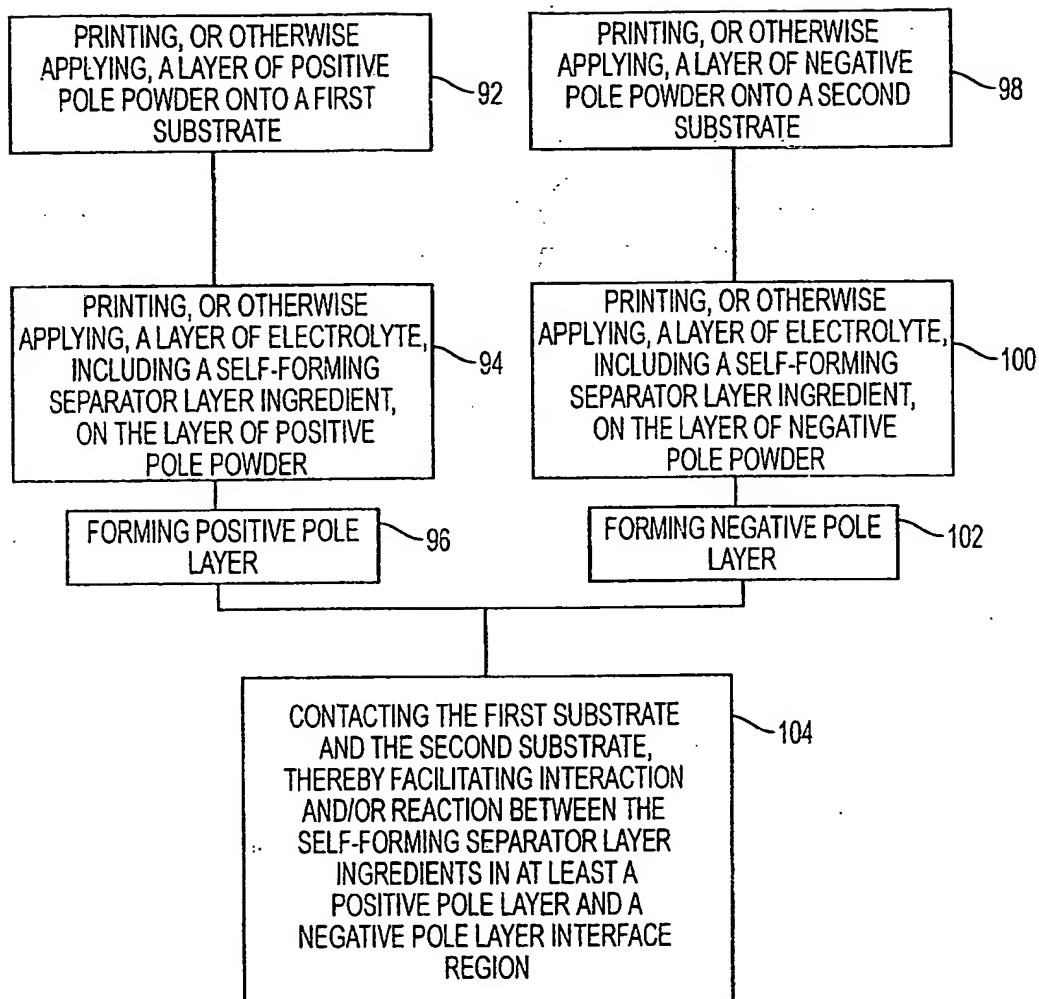 PRINTING, OR OTHERWISE
APPLYING, A LAYER OF POSITIVE
POLE POWDER ONTO A FIRST
SUBSTRATE
92
PRINTING, OR OTHERWISE
APPLYING, A LAYER OF NEGATIVE
POLE POWDER ONTO A SECOND
SUBSTRATE
98
PRINTING, OR OTHERWISE
APPLYING, A LAYER OF ELECTROLYTE,
INCLUDING A SELF-FORMING
SEPARATOR LAYER INGREDIENT,
ON THE LAYER OF POSITIVE
POLE POWDER
94
PRINTING, OR OTHERWISE
APPLYING, A LAYER OF ELECTROLYTE,
INCLUDING A SELF-FORMING
SEPARATOR LAYER INGREDIENT,
ON THE LAYER OF NEGATIVE
POLE POWDER
100
FORMING POSITIVE POLE
LAYER
96
FORMING NEGATIVE POLE
LAYER
102
CONTACTING THE FIRST SUBSTRATE
AND THE SECOND SUBSTRATE,
THEREBY FACILITATING INTERACTION
AND/OR REACTION BETWEEN THE
SELF-FORMING SEPARATOR LAYER
INGREDIENTS IN AT LEAST A
POSITIVE POLE LAYER AND A
NEGATIVE POLE LAYER INTERFACE
REGION
104